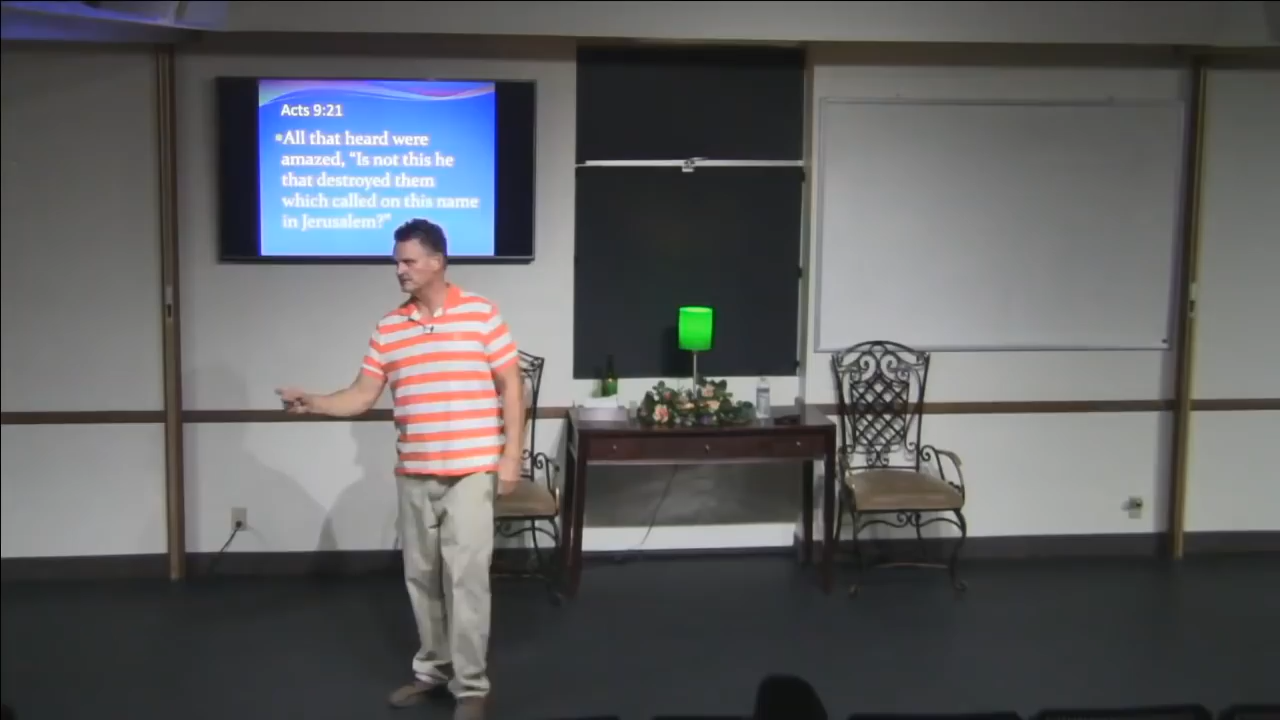 Acts 9:21
All that heard were
amazed, "Is not this he
that destroyed them
which called on this name
in Jerusalem?"